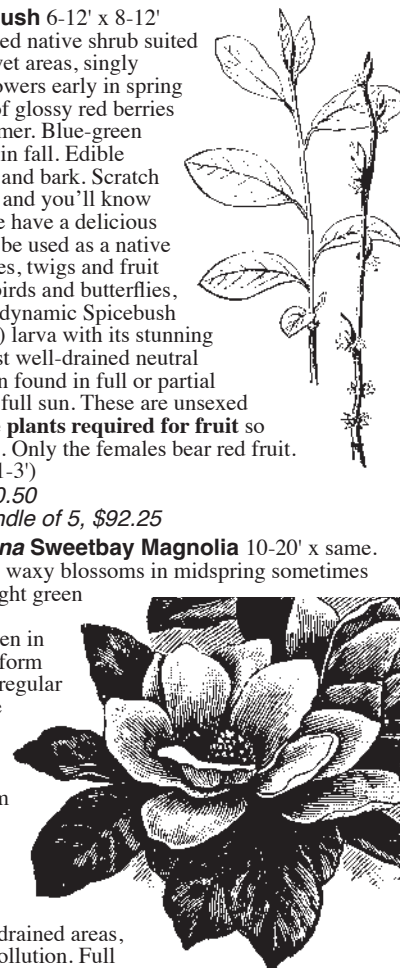 ush 6-12' x 8-12'
ed native shrub suited
vet areas, singly
owers early in spring
of glossy red berries
mer. Blue-green
in fall. Edible
and bark. Scratch
and you’ll know
e have a delicious
be used as a native
es, twigs and fruit
birds and butterflies,
dynamic Spicebush
) larva with its stunning
st well-drained neutral
n found in full or partial
full sun. These are unsexed
e plants required for fruit so
. Only the females bear red fruit.
1-3')
0.50
ndle of 5, $92.25
na Sweetbay Magnolia 10-20' x same.
waxy blossoms in midspring sometimes
ght green
en in
form
regular
e
m
drained areas,
ollution. Full